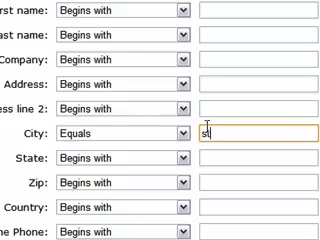 rst name: Begins with
ast name: Begins with
Company: Begins with
Address: Begins with
ess line 2: Begins with
City: Equals st
State: Begins with
Zip: Begins with
Country: Begins with
ne Phone: Begins with